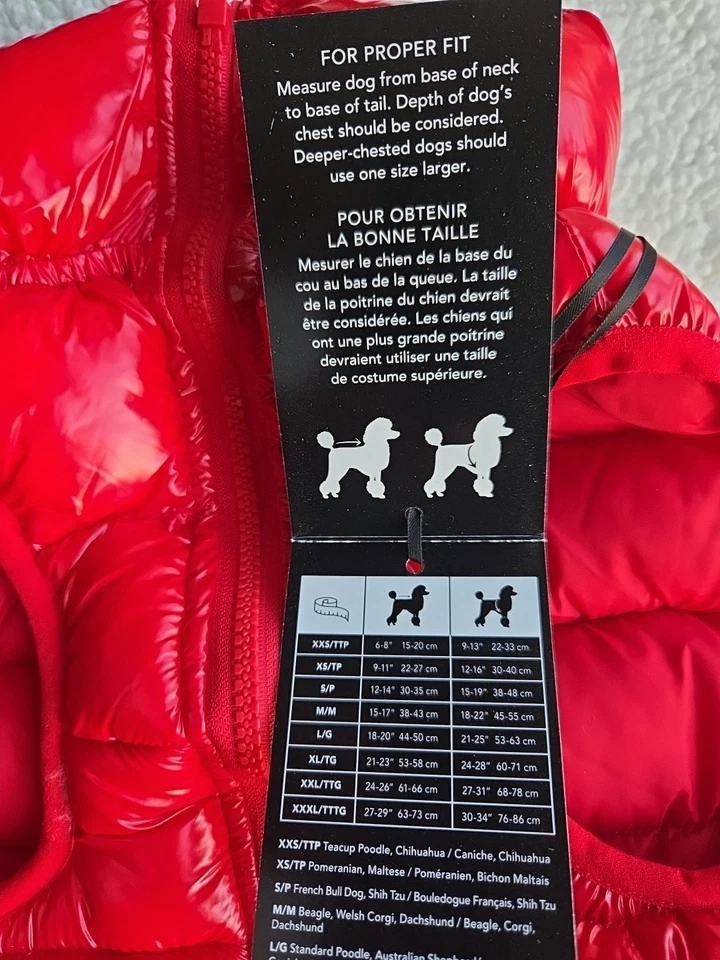 FOR PROPER FIT
Measure dog from base of neck
to base of tail. Depth of dog's
chest should be considered.
Deeper-chested dogs should
use one size larger.
POUR OBTENIR
LA BONNE TAILLE
Mesurer le chien de la base du
cou au bas de la queue. La taille
de la poitrine du chien devrait
être considérée. Les chiens qui
ont une plus grande poitrine
devraient utiliser une taille
de costume supérieure.
XXS/TTP 6-8" 15-20 cm 9-13" 22-33 cm
XS/TP 9-11" 22-27 cm 12-16" 30-40 cm
S/P 12-14" 30-35 cm 15-19" 38-48 cm
M/M 15-17" 38-43 cm 18-22" 45-55 cm
L/G 18-20" 44-50 cm 21-25" 53-63 cm
XL/TG 21-23" 53-58 cm 24-28" 60-71 cm
XXL/TTG 24-26" 61-66 cm 27-31" 68-78 cm
XXXL/TTTG 27-29" 63-73 cm 30-34" 76-86 cm
XXS/TTP Teacup Poodle, Chihuahua / Caniche, Chihuahua
XS/TP Pomeranian, Maltese / Poméranien, Bichon Maltais
S/P French Bull Dog, Shih Tzu / Bouledogue Français, Shih Tzu
M/M Beagle, Welsh Corgi, Dachshund / Beagle, Corgi,
Dachshund
L/G Standard Poodle, Australian